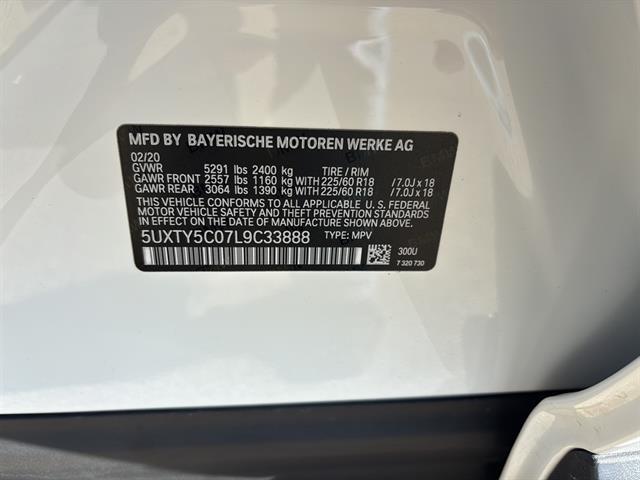 MFD BY BAYERISCHE MOTOREN WERKE AG
02/20
GVWR 5291 lbs 2400 kg TIRE / RIM
GAWR FRONT 2557 lbs 1160 kg WITH 225/60 R18 /7.0J x 18
GAWR REAR 3064 lbs 1390 kg WITH 225/60 R18 /7.0J x 18
THIS VEHICLE CONFORMS TO ALL APPLICABLE U. S. FEDERAL
MOTOR VEHICLE SAFETY, BUMPER, AND THEFT PREVENTION
STANDARDS IN EFFECT ON THE DATE OF MANUFACTURE SHOWN ABOVE.
5UXTY5C07L9C33888 TYPE: MPV
300U
7 320 730